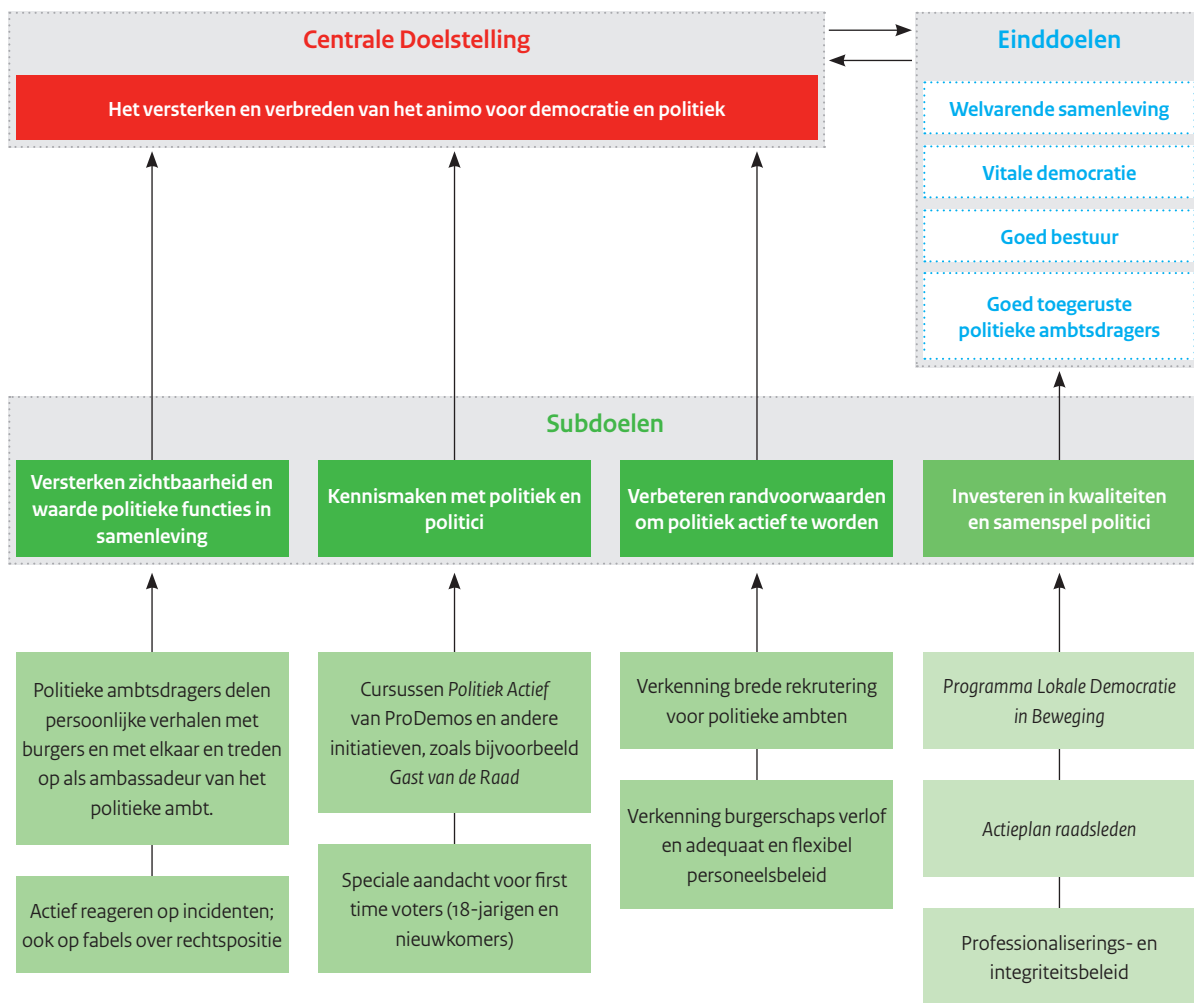 Centrale Doelstelling
Het versterken en verbreden van het animo voor democratie en politiek
Einddoelen
Welvarende samenleving
Vitale democratie
Goed bestuur
Goed toegeruste
politieke ambtsdragers
Subdoelen
Versterken zichtbaarheid en
waarde politieke functies in
samenleving
Kennismaken met politiek en
politici
Verbeteren randvoorwaarden
om politiek actief te worden
Investeren in kwaliteiten
en samenspel politici
Politieke ambtsdragers delen
persoonlijke verhalen met
burgers en met elkaar en treden
op als ambassadeur van het
politieke ambt.
Actief reageren op incidenten;
ook op fabels over rechtspositie
Cursussen Politiek Actief
van ProDemos en andere
initiatieven, zoals bijvoorbeeld
Gast van de Raad
Speciale aandacht voor first
time voters (18-jarigen en
nieuwkomers)
Verkenning brede rekrutering
voor politieke ambten
Verkenning burgerschaps verlof
en adequaat en flexibel
personeelsbeleid
Programma Lokale Democratie
in Beweging
Actieplan raadsleden
Professionaliserings- en
integriteitsbeleid